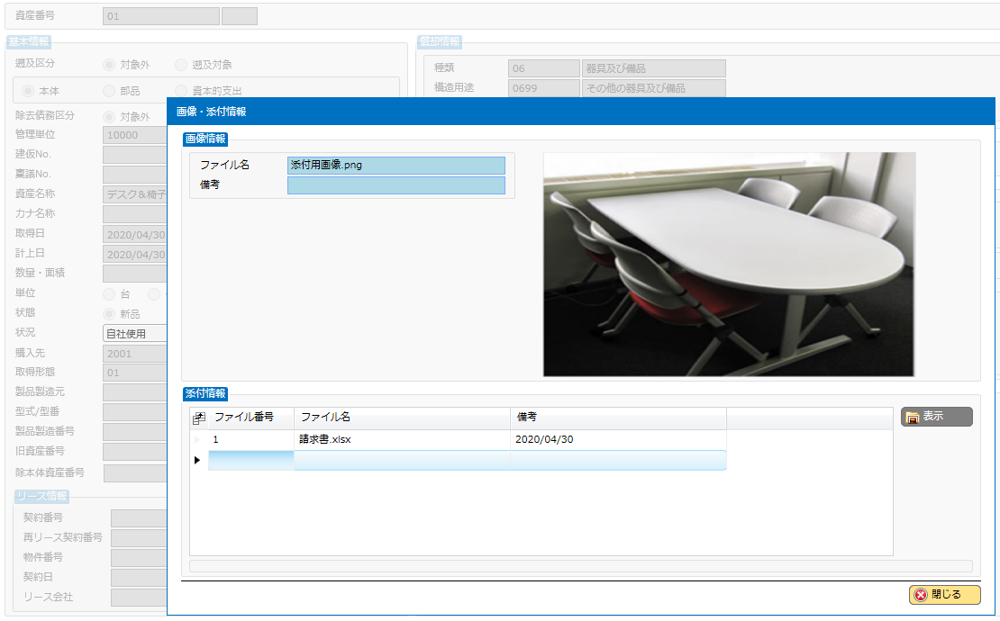 資産番号 01
基本情報
償却情報
遡及区分 対象外 遡及対象
種類 06 器具及び備品
本体 部品 資本的支出
構造用途 0699 その他の器具及び備品
除去債務区分 対象外
管理単位 10000
建仮No.
稟議No.
資産名称 デスク＆椅子
カナ名称
取得日 2020/04/30
計上日 2020/04/30
数量・面積
単位 台
状態 新品
状況 自社使用
購入先 2001
取得形態 01
製品製造元
型式/型番
製品製造番号
旧資産番号
除本体資産番号
リース情報
契約番号
再リース契約番号
物件番号
契約日
リース会社
画像・添付情報
画像情報
ファイル名 添付用画像.png
備考
添付情報
ファイル番号 ファイル名 備考
表示
1 請求書.xlsx 2020/04/30
閉じる